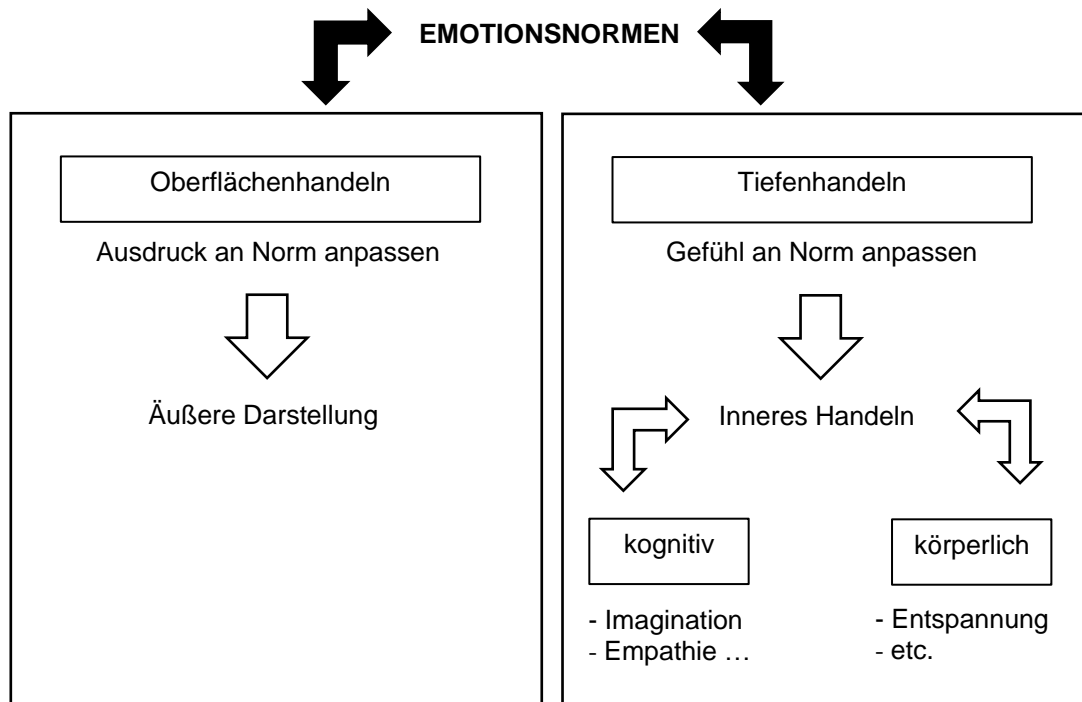 EMOTIONSNORMEN
Oberflächenhandeln
Ausdruck an Norm anpassen
Äußere Darstellung
Tiefenhandeln
Gefühl an Norm anpassen
Inneres Handeln
kognitiv
- Imagination
- Empathie …
körperlich
- Entspannung
- etc.